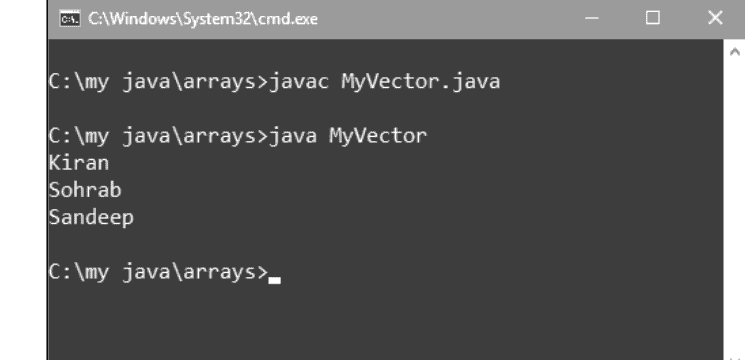 C:\Windows\System32\cmd.exe
C:\my java\arrays>javac MyVector.java
C:\my java\arrays>java MyVector
Kiran
Sohrab
Sandeep
C:\my java\arrays>